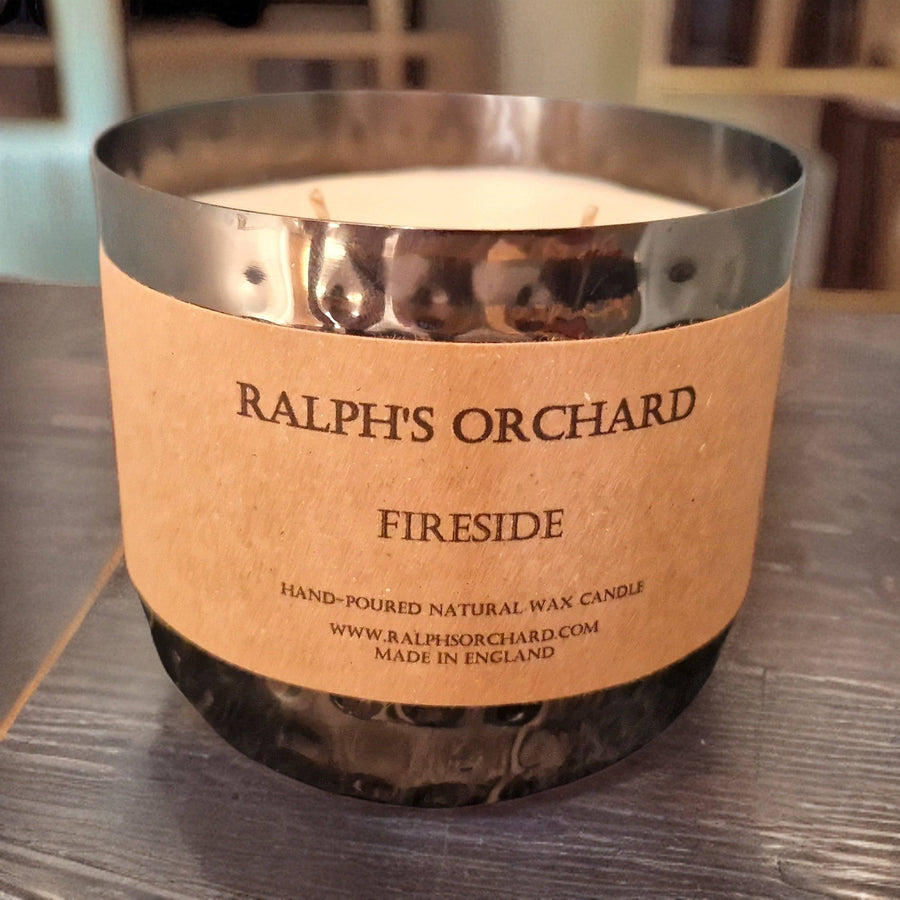 RALPH'S ORCHARD
FIRESIDE
HAND-POURED NATURAL WAX CANDLE
WWW.RALPHSORCHARD.COM
MADE IN ENGLAND